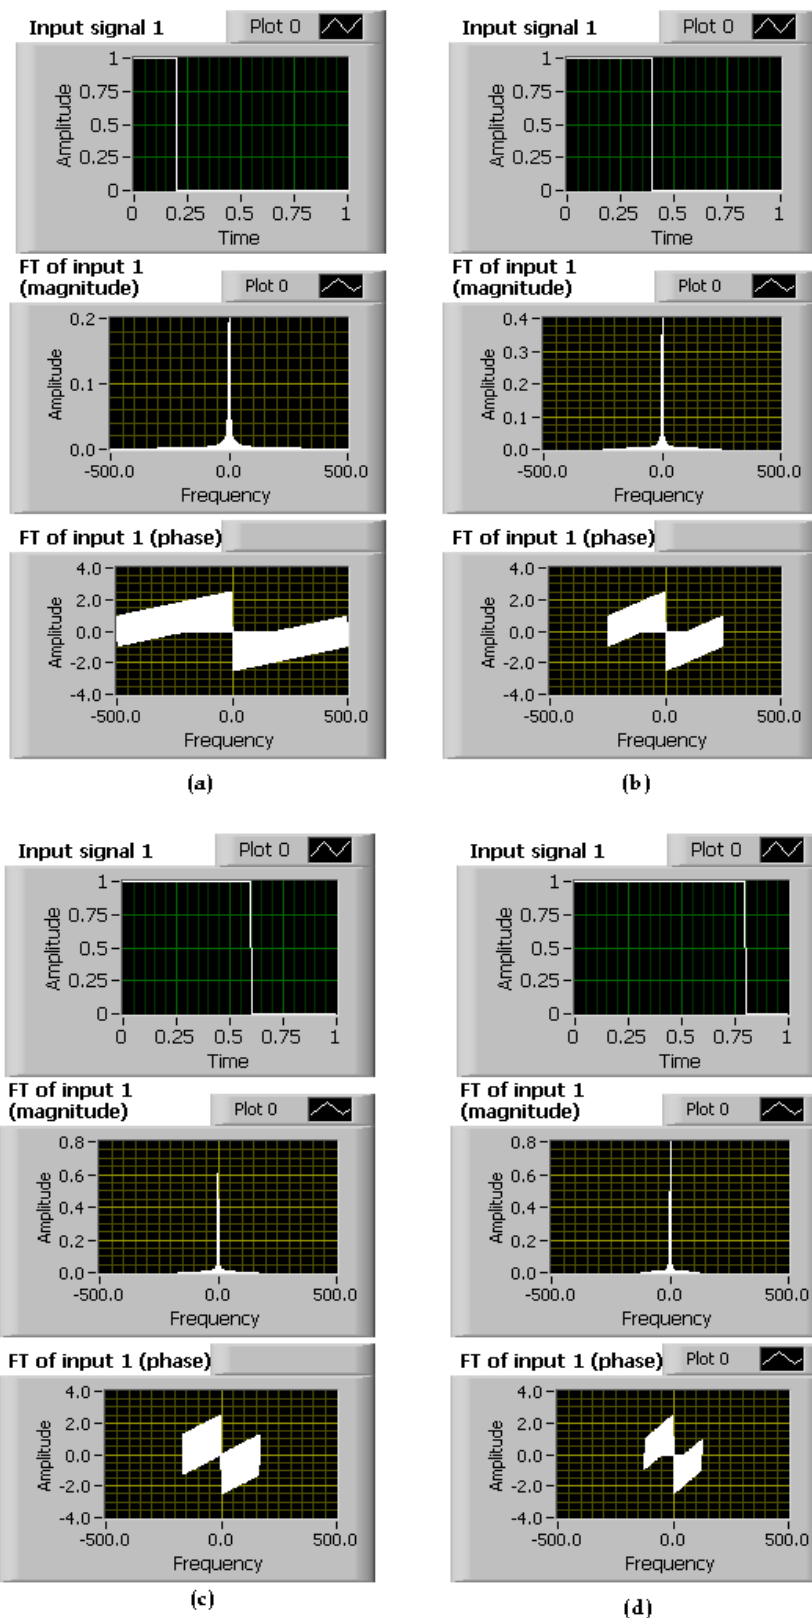 Input signal 1
Plot 0
Amplitude
1
0.75
0.5
0.25
0
0 0.25 0.5 0.75 1
Time
FT of input 1
(magnitude)
Plot 0
Amplitude
0.2
0.1
0.0
-500.0 0.0 500.0
Frequency
FT of input 1 (phase)
Amplitude
4.0
2.0
0.0
-2.0
-4.0
-500.0 0.0 500.0
Frequency
(a)
Input signal 1
Plot 0
Amplitude
1
0.75
0.5
0.25
0
0 0.25 0.5 0.75 1
Time
FT of input 1
(magnitude)
Plot 0
Amplitude
0.4
0.3
0.2
0.1
0.0
-500.0 0.0 500.0
Frequency
FT of input 1 (phase)
Amplitude
4.0
2.0
0.0
-2.0
-4.0
-500.0 0.0 500.0
Frequency
(b)
Input signal 1
Plot 0
Amplitude
1
0.75
0.5
0.25
0
0 0.25 0.5 0.75 1
Time
FT of input 1
(magnitude)
Plot 0
Amplitude
0.8
0.6
0.4
0.2
0.0
-500.0 0.0 500.0
Frequency
FT of input 1 (phase)
Amplitude
4.0
2.0
0.0
-2.0
-4.0
-500.0 0.0 500.0
Frequency
(c)
Input signal 1
Plot 0
Amplitude
1
0.75
0.5
0.25
0
0 0.25 0.5 0.75 1
Time
FT of input 1
(magnitude)
Plot 0
Amplitude
0.8
0.6
0.4
0.2
0.0
-500.0 0.0 500.0
Frequency
FT of input 1 (phase)
Plot 0
Amplitude
4.0
2.0
0.0
-2.0
-4.0
-500.0 0.0 500.0
Frequency
(d)